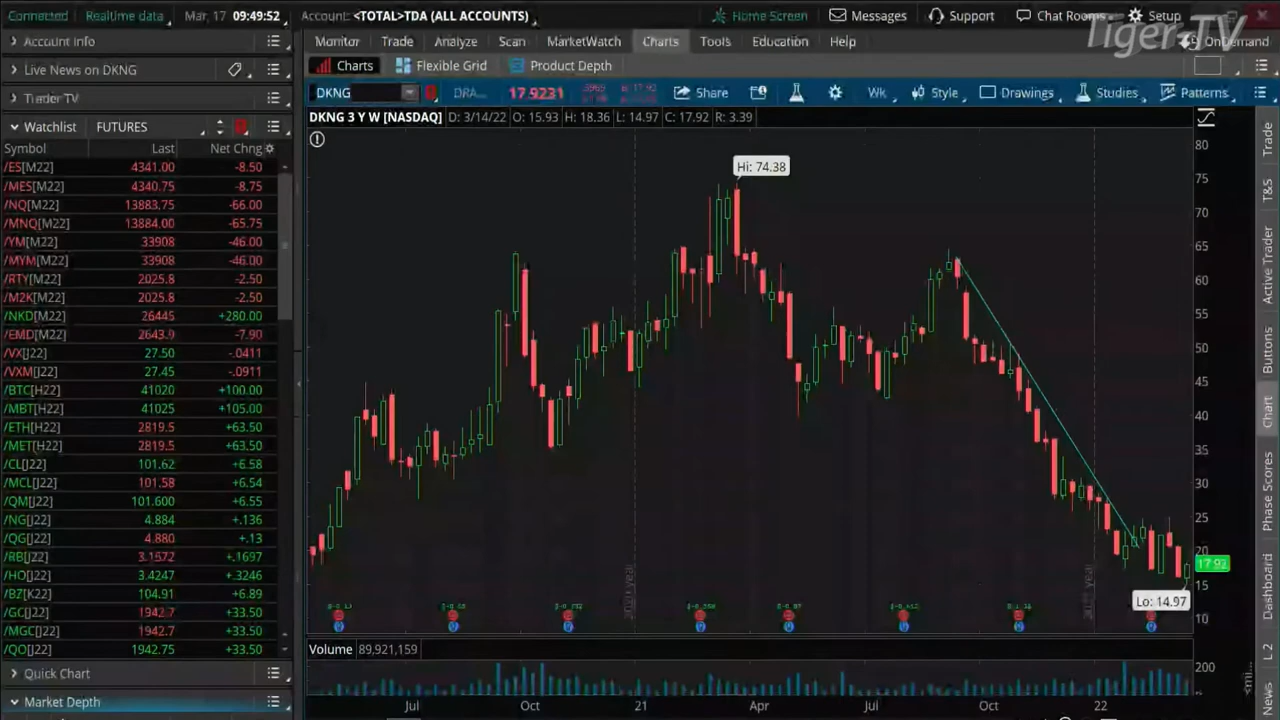 Connected Realtime data Mar, 17 09:49:52 Account: <TOTAL>TDA (ALL ACCOUNTS) Home Screen Messages Support Chat Rooms Setup
Tiger-TV
OnDemand
Account Info
Monitor Trade Analyze Scan MarketWatch Charts Tools Education Help
Live News on DKNG
Charts Flexible Grid Product Depth
Trader TV
DKNG DRA... 17.9231 Share Wk Style Drawings Studies Patterns
Watchlist FUTURES
DKNG 3 Y W [NASDAQ] D: 3/14/22 O: 15.93 H: 18.36 L: 14.97 C: 17.92 R: 3.39
Symbol Last Net Chng
/ES[M22] 4341.00 -8.50
/MES[M22] 4340.75 -8.75
/NQ[M22] 13883.75 -66.00
/MNQ[M22] 13884.00 -65.75
/YM[M22] 33908 -46.00
/MYM[M22] 33908 -46.00
/RTY[M22] 2025.8 -2.50
/M2K[M22] 2025.8 -2.50
/NKD[M22] 26445 +280.00
/EMD[M22] 2643.9 -7.90
/VX[J22] 27.50 -.0411
/VXM[J22] 27.45 -.0911
/BTC[H22] 41020 +100.00
/MBT[H22] 41025 +105.00
/ETH[H22] 2819.5 +63.50
/MET[H22] 2819.5 +63.50
/CL[J22] 101.62 +6.58
/MCL[J22] 101.58 +6.54
/QM[J22] 101.600 +6.55
/NG[J22] 4.884 +.136
/QG[J22] 4.880 +.13
/RB[J22] 3.1572 +.1697
/HO[J22] 3.4247 +.3246
/BZ[K22] 104.91 +6.89
/GC[J22] 1942.7 +33.50
/MGC[J22] 1942.7 +33.50
/QO[J22] 1942.75 +33.50
Quick Chart
Market Depth
Hi: 74.38
Lo: 14.97
80
75
70
65
60
55
50
45
40
35
30
25
20
17.92
15
10
Volume 89,921,159
200
Jul Oct 21 Apr Jul Oct 22
Trade
T&S
Active Trader
Buttons
Chart
Phase Scores
Dashboard
L 2
News